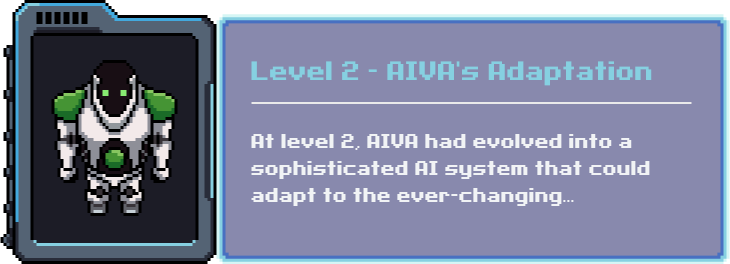 Level 2 - AIVA's Adaptation
At level 2, AIVA had evolved into a
sophisticated AI system that could
adapt to the ever-changing...